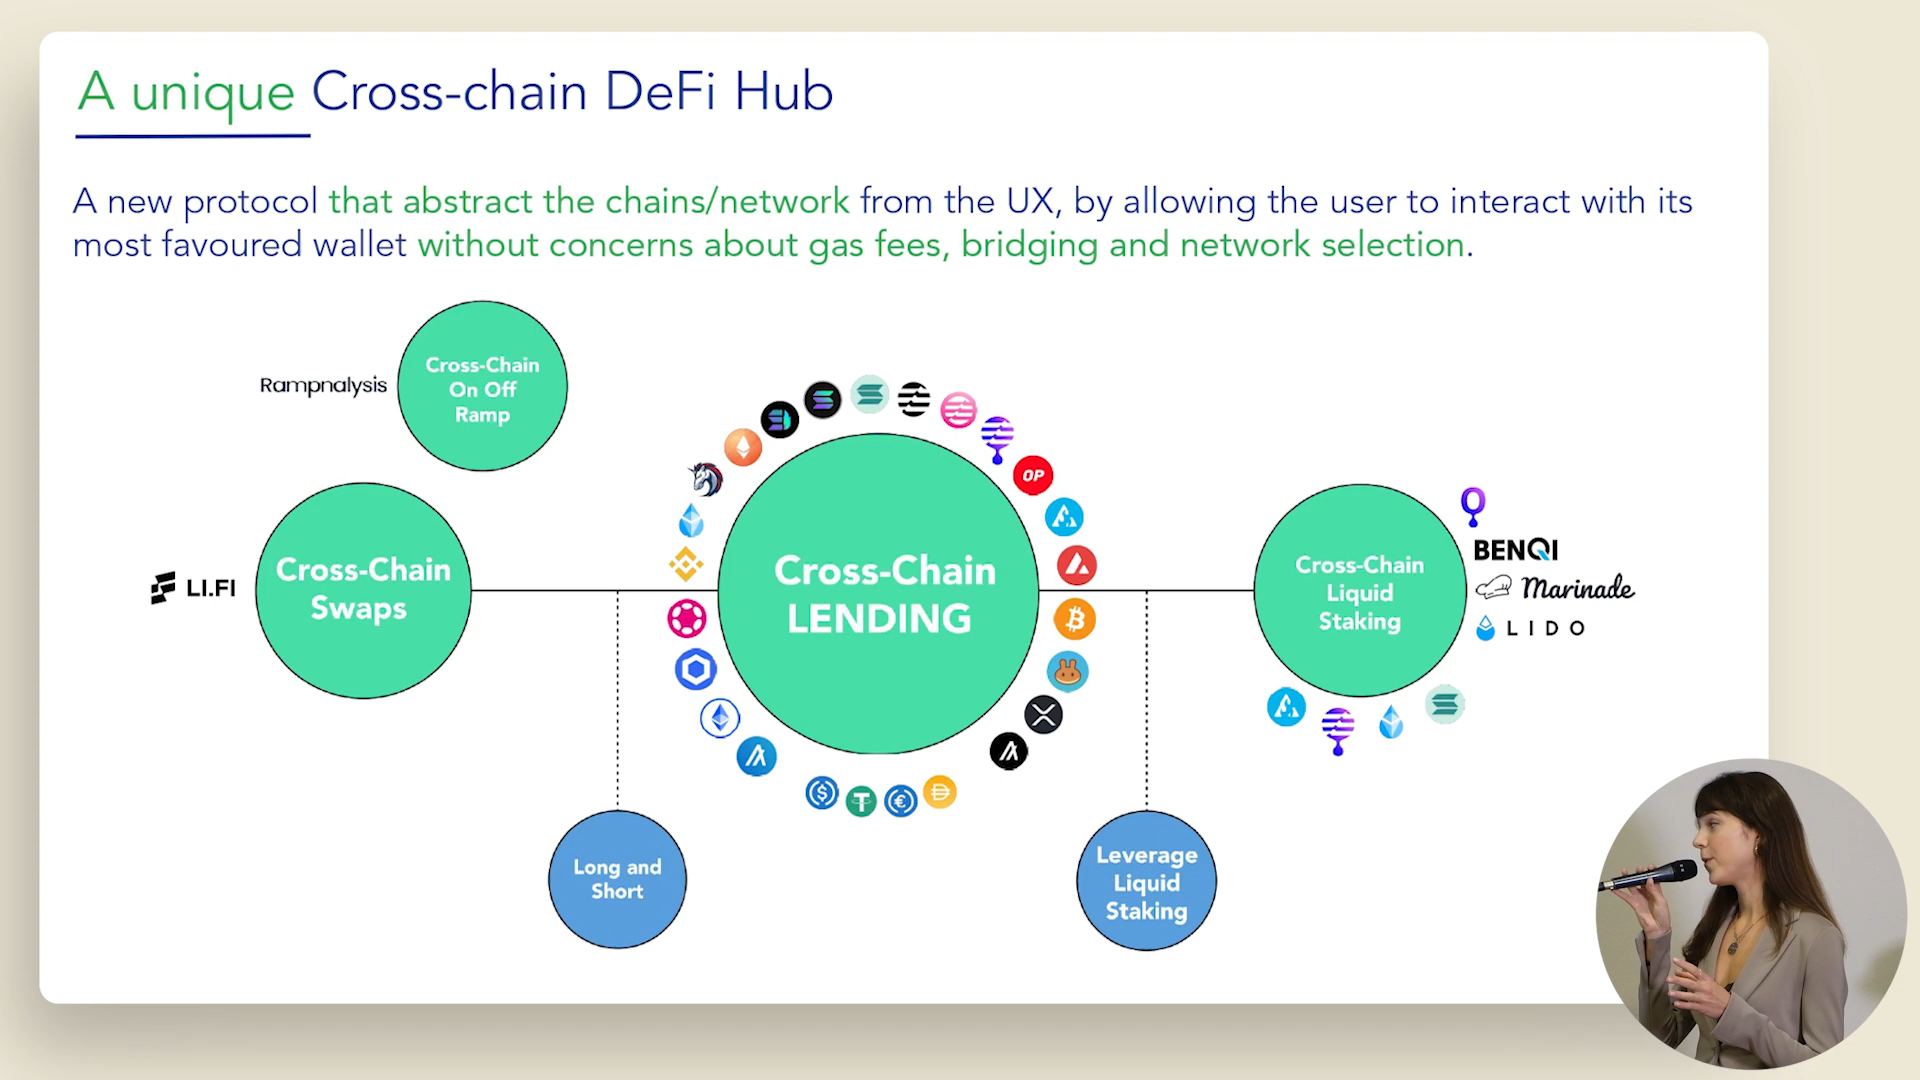 A unique Cross-chain DeFi Hub
A new protocol that abstract the chains/network from the UX, by allowing the user to interact with its
most favoured wallet without concerns about gas fees, bridging and network selection.
Rampnalysis
Cross-Chain
On Off
Ramp
LI.FI
Cross-Chain
Swaps
OP
Cross-Chain
LENDING
Cross-Chain
Liquid
Staking
BENQI
Marinade
LIDO
Long and
Short
Leverage
Liquid
Staking